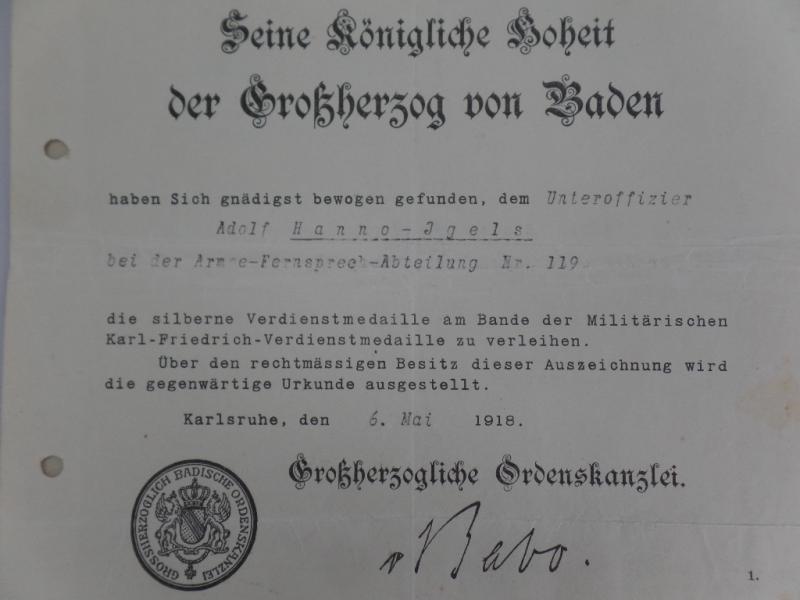 Seine Königliche Hoheit
der Großherzog von Baden
haben Sich gnädigst bewogen gefunden, dem Unteroffizier
Adolf Hanno-Igels
bei der Armee-Fernsprech-Abteilung Nr. 119
die silberne Verdienstmedaille am Bande der Militärischen
Karl-Friedrich-Verdienstmedaille zu verleihen.
Über den rechtmässigen Besitz dieser Auszeichnung wird
die gegenwärtige Urkunde ausgestellt.
Karlsruhe, den 6. Mai 1918.
Großherzogliche Ordenskanzlei.
GROSSHERZOGLICH BADISCHE ORDENSKANZLEI
v Babo.
1.